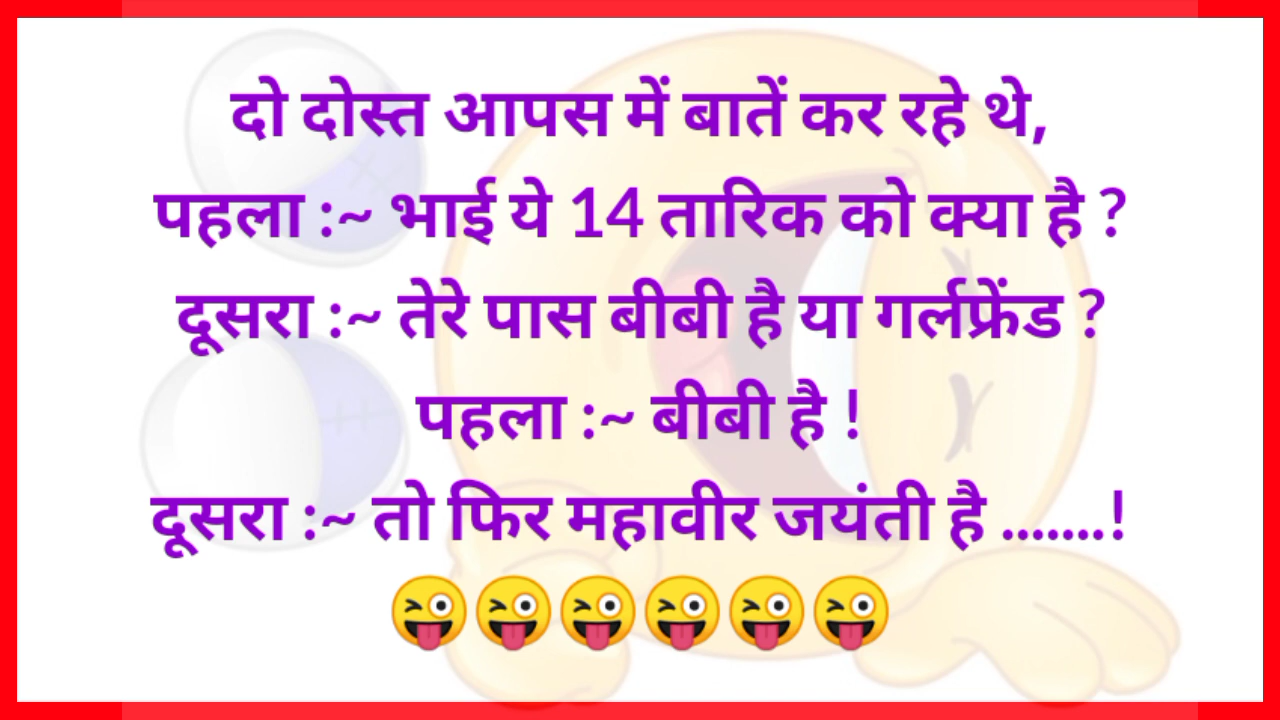 दो दोस्त आपस में बातें कर रहे थे,
पहला :~ भाई ये 14 तारिक को क्या है ?
दूसरा :~ तेरे पास बीबी है या गर्लफ्रेंड ?
पहला :~ बीबी है !
दूसरा :~ तो फिर महावीर जयंती है .......!
😜😜😜😜😜😜